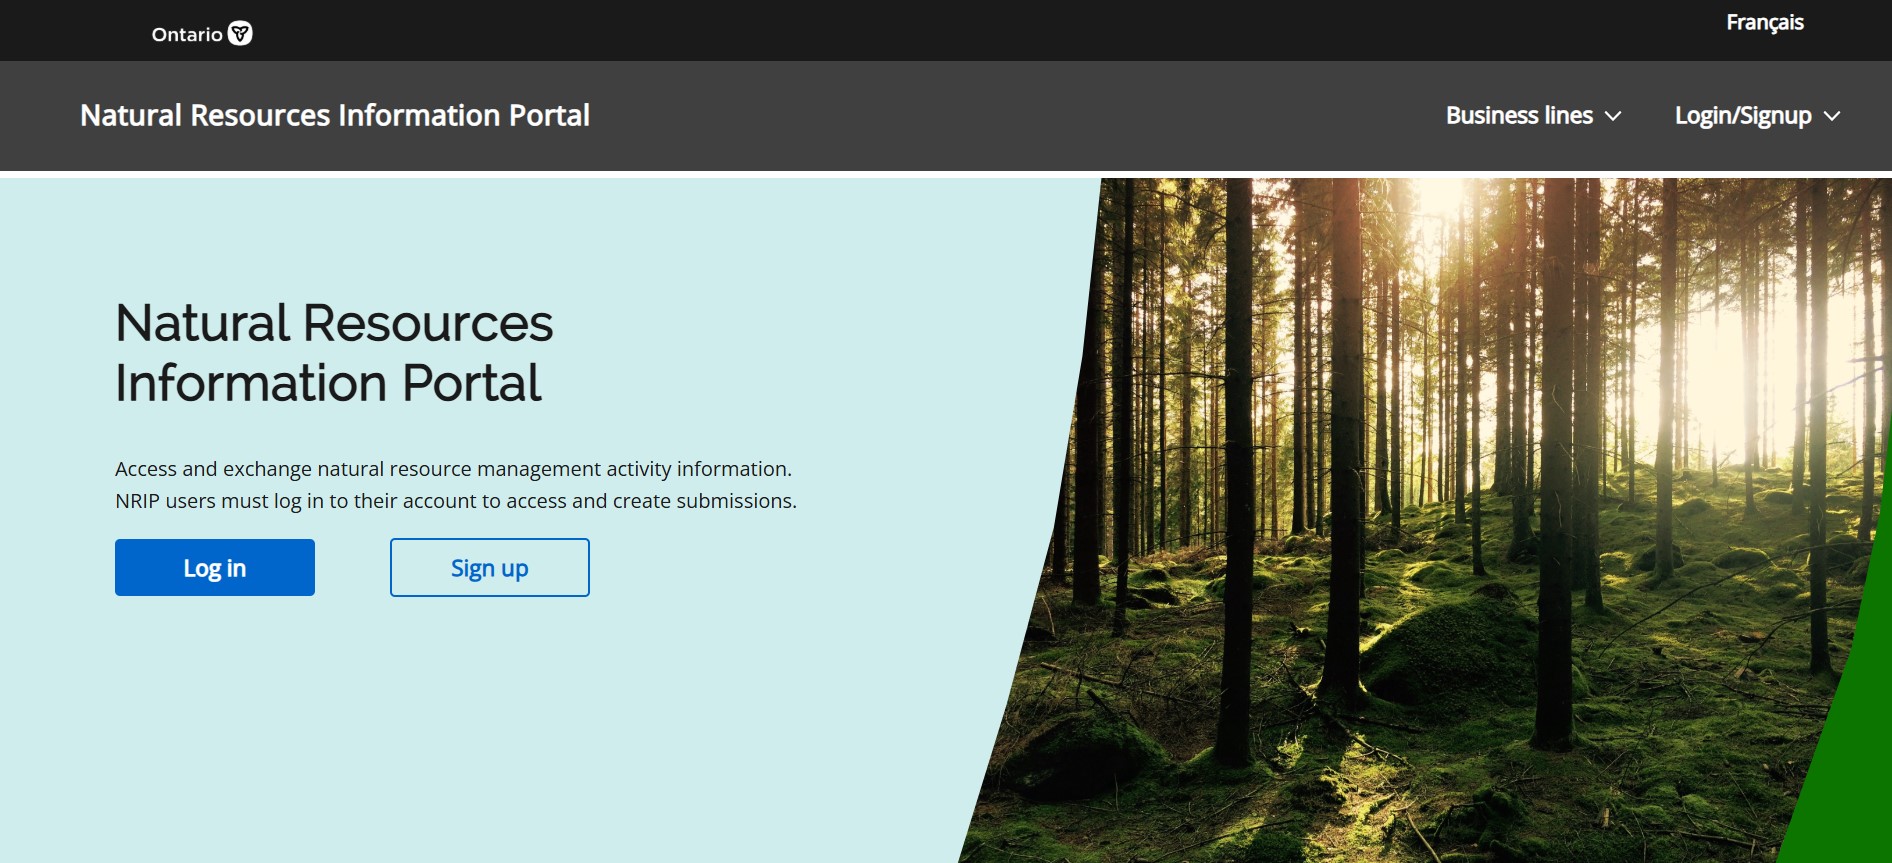 Ontario
Français
Natural Resources Information Portal
Business lines
Login/Signup
Natural Resources
Information Portal
Access and exchange natural resource management activity information.
NRIP users must log in to their account to access and create submissions.
Log in
Sign up